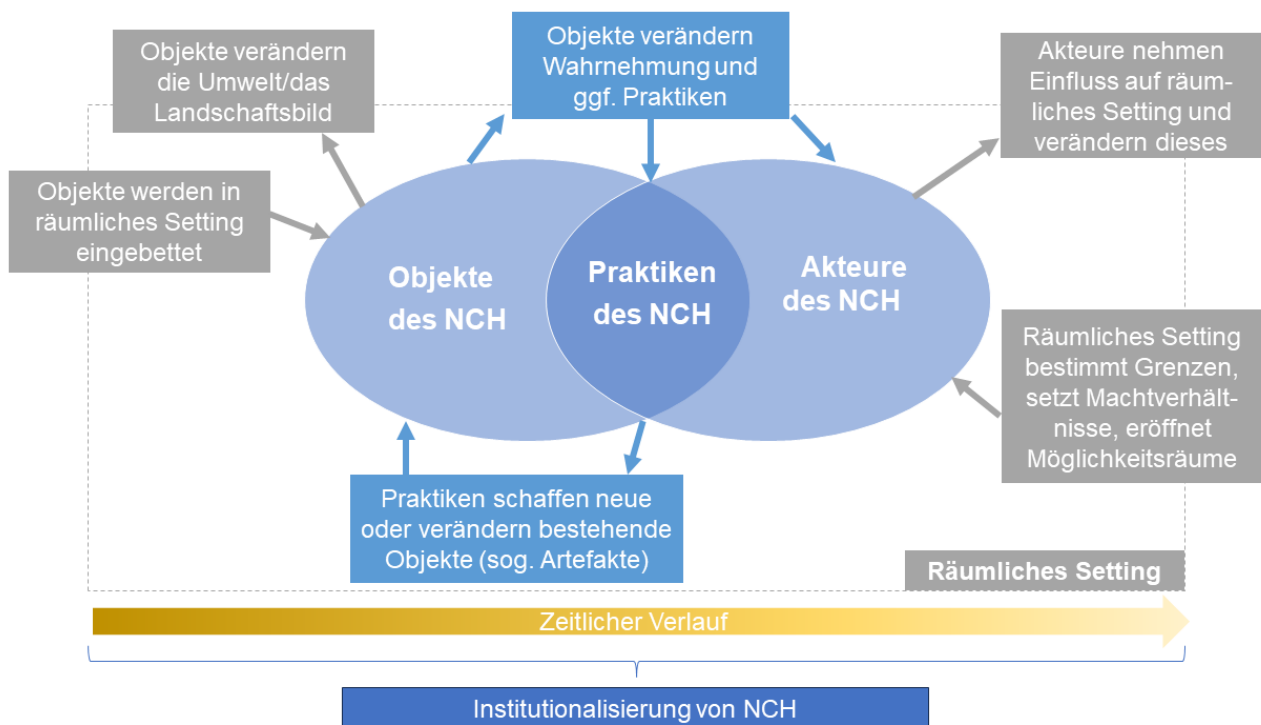 Objekte verändern
die Umwelt/das
Landschaftsbild
Objekte verändern
Wahrnehmung und
ggf. Praktiken
Akteure nehmen
Einfluss auf räum-
liches Setting und
verändern dieses
Objekte werden in
räumliches Setting
eingebettet
Objekte
des NCH
Praktiken
des NCH
Akteure
des NCH
Räumliches Setting
bestimmt Grenzen,
setzt Machtverhält-
nisse, eröffnet
Möglichkeitsräume
Praktiken schaffen neue
oder verändern bestehende
Objekte (sog. Artefakte)
Räumliches Setting
Zeitlicher Verlauf
Institutionalisierung von NCH